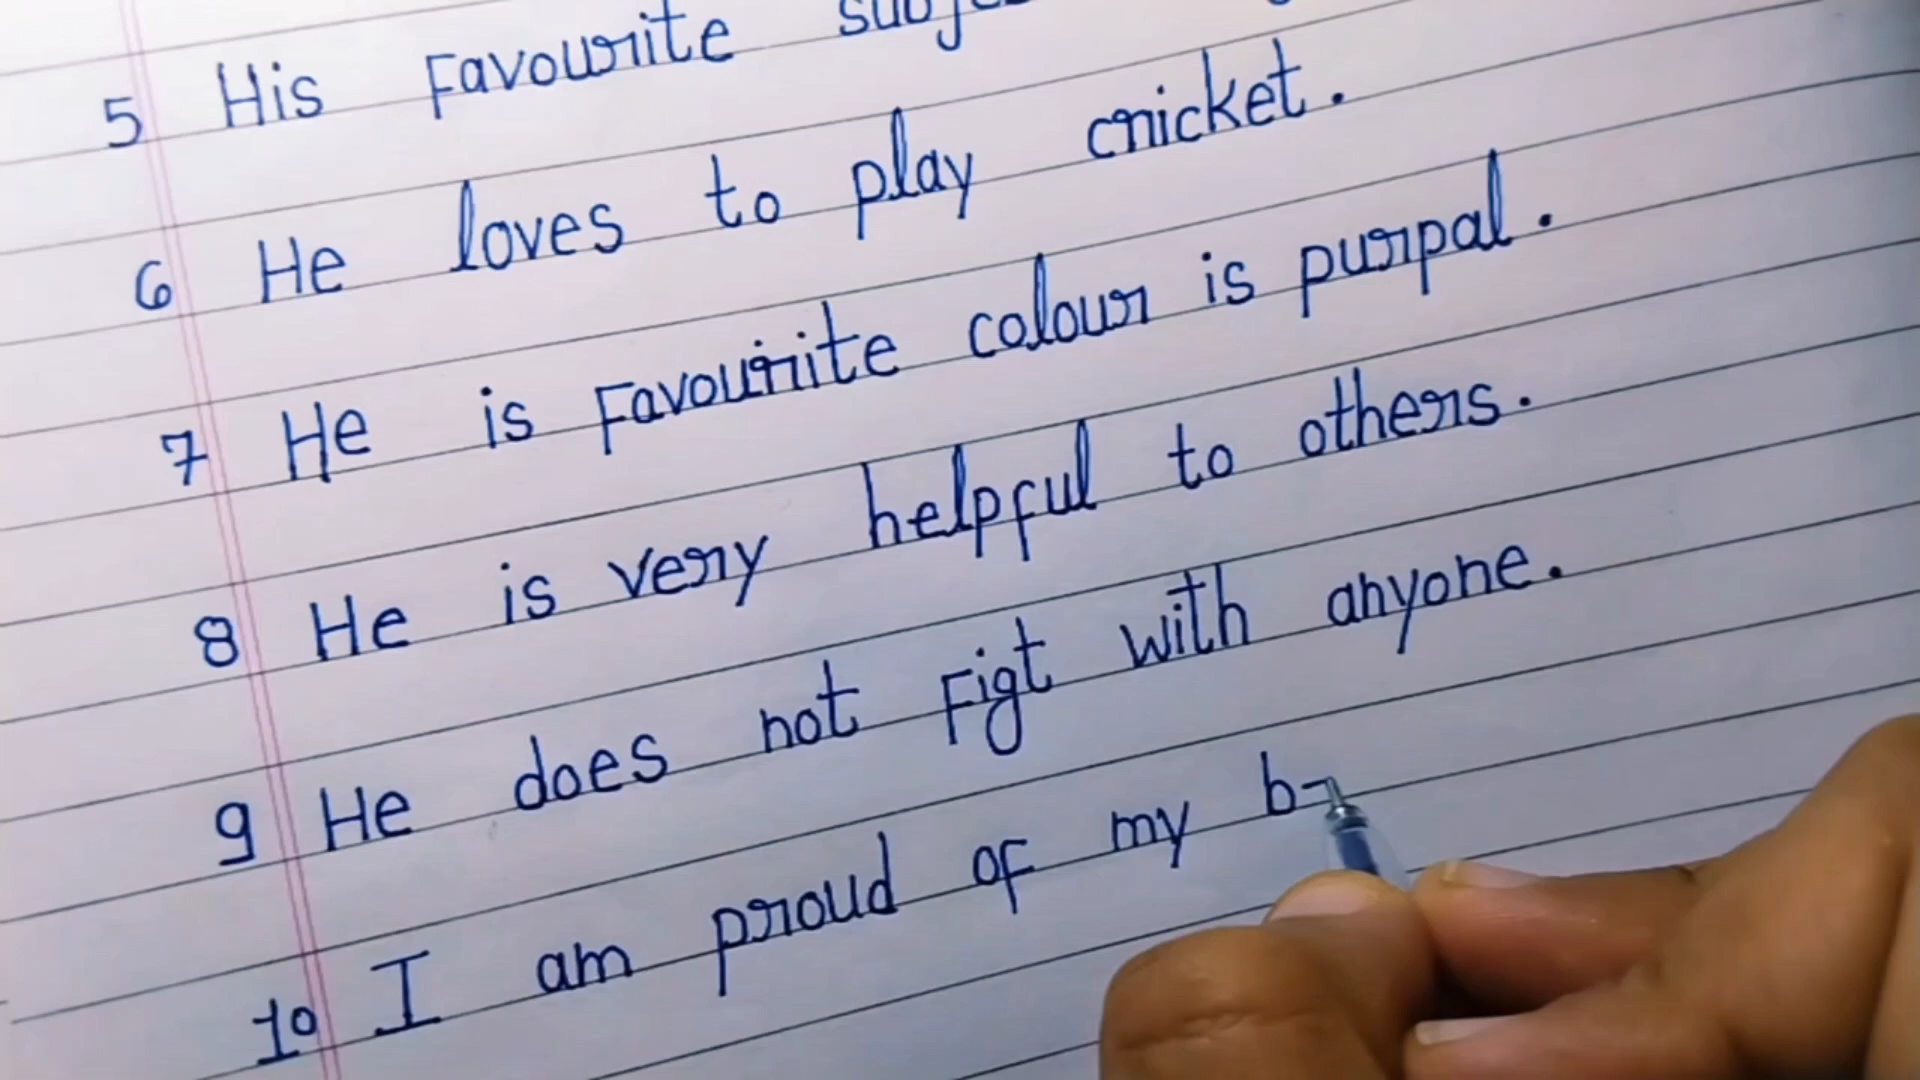 5 His Favourite
6 He loves to play cricket.
7 He is Favourite colour is purpal.
8 He is very helpful to others.
9 He does not Figt with anyone.
10 I am proud of my